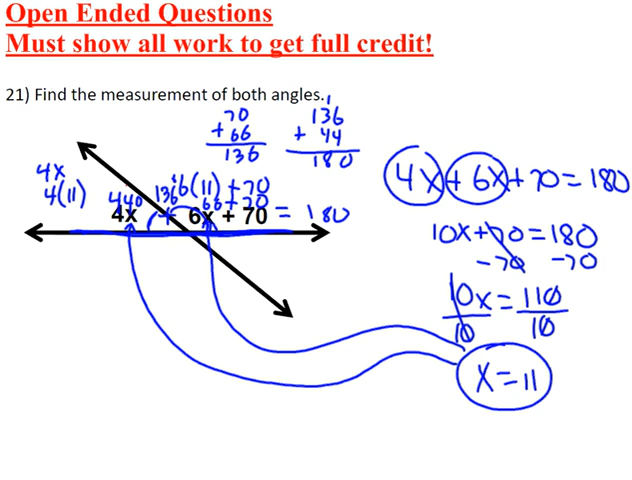 Open Ended Questions
Must show all work to get full credit!
21) Find the measurement of both angles.
70
+ 66
136
1
136
+ 44
180
4x
4(11)
44°
136°
6(11) + 70
66 + 70
4x + 6x + 70 = 180
4x + 6x + 70 = 180
10x + 70 = 180
- 70 - 70
10x = 110
10 10
x = 11